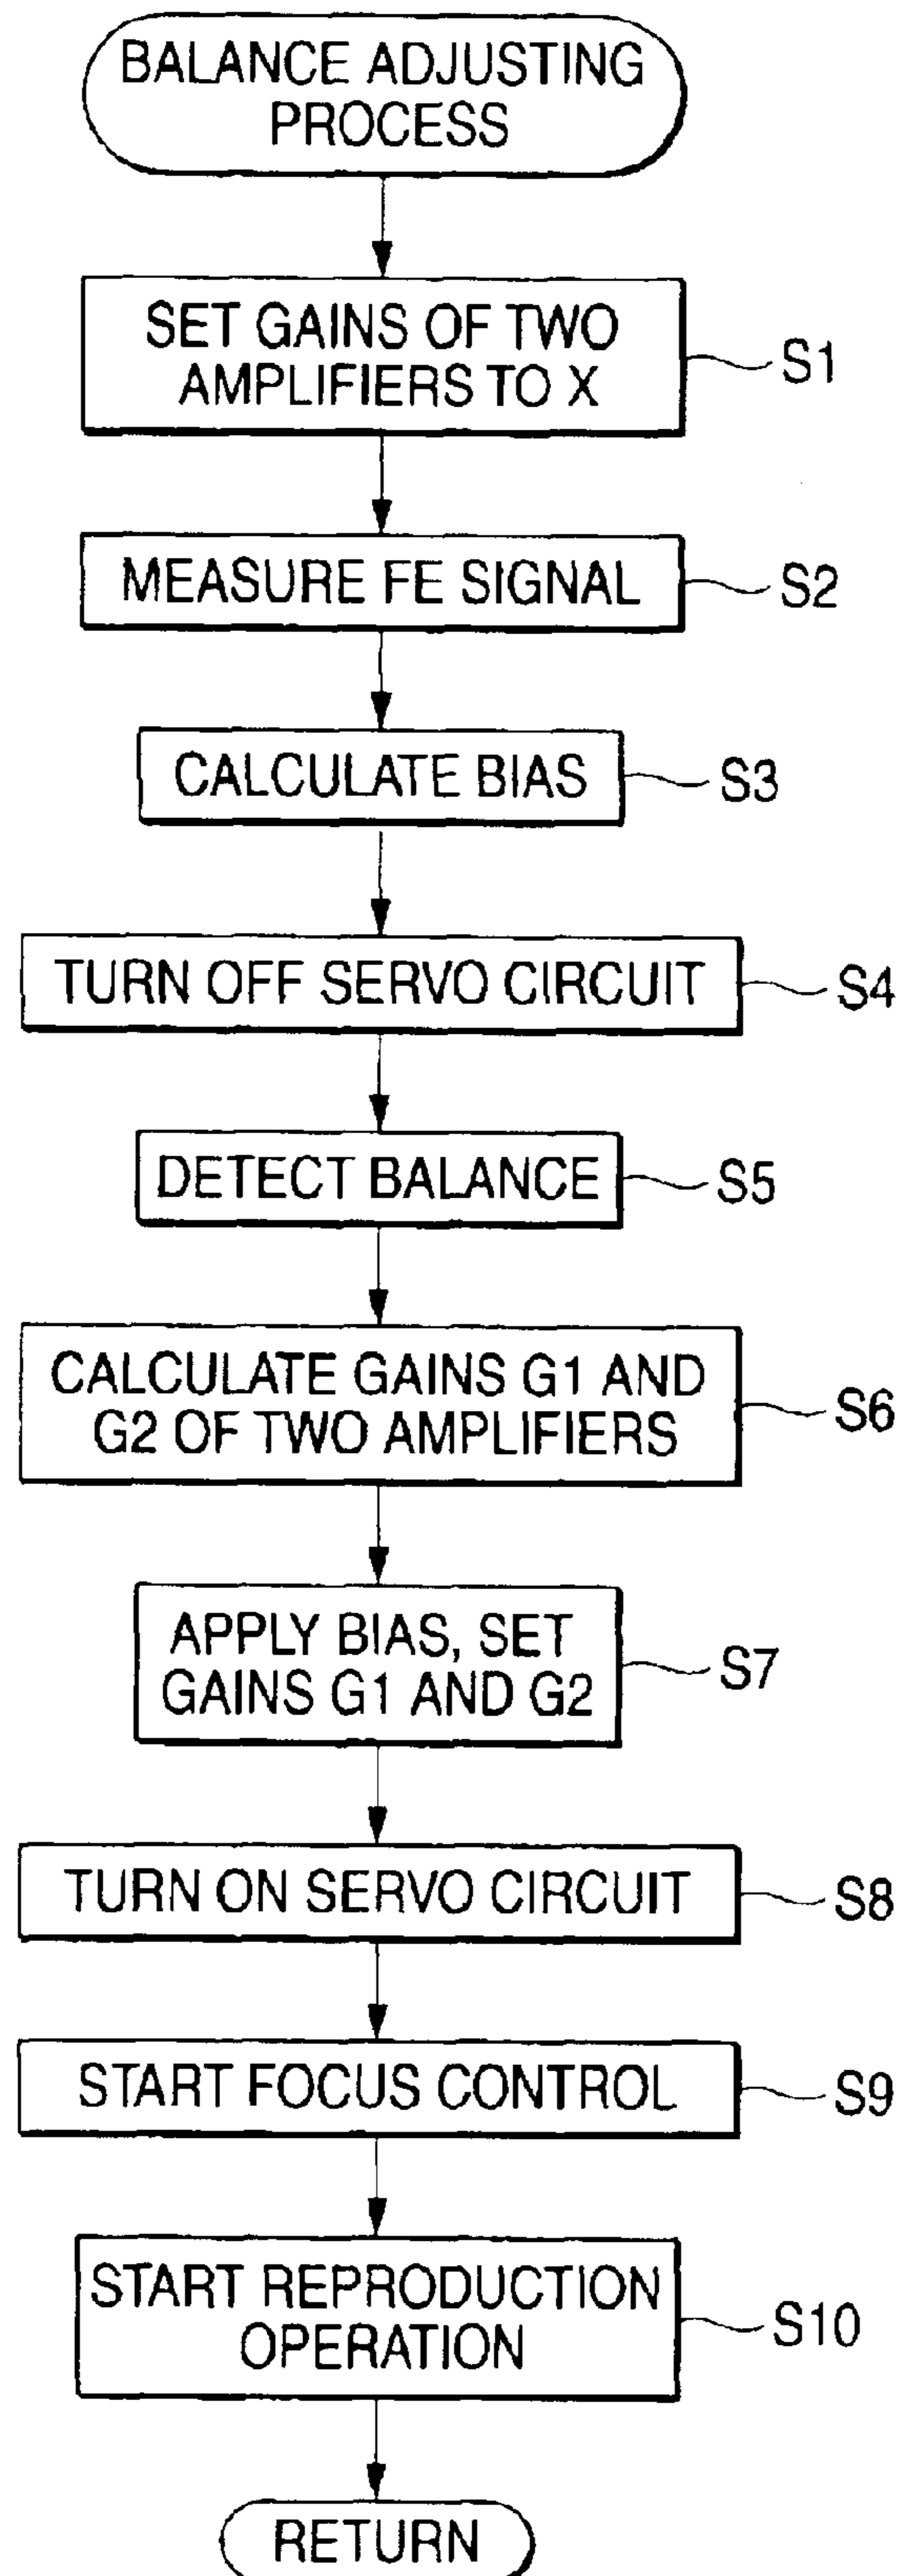 BALANCE ADJUSTING
PROCESS
SET GAINS OF TWO
AMPLIFIERS TO X
S1
MEASURE FE SIGNAL
S2
CALCULATE BIAS
S3
TURN OFF SERVO CIRCUIT
S4
DETECT BALANCE
S5
CALCULATE GAINS G1 AND
G2 OF TWO AMPLIFIERS
S6
APPLY BIAS, SET
GAINS G1 AND G2
S7
TURN ON SERVO CIRCUIT
S8
START FOCUS CONTROL
S9
START REPRODUCTION
OPERATION
S10
RETURN